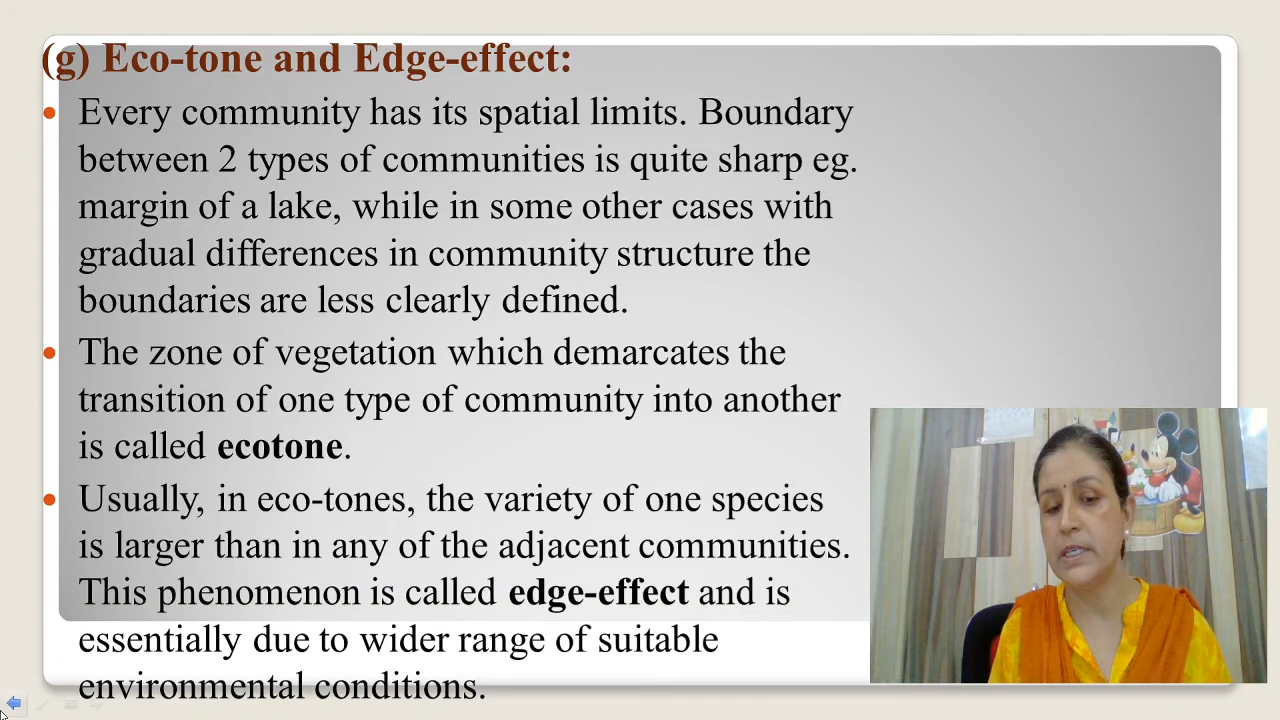 (g) Eco-tone and Edge-effect:
• Every community has its spatial limits. Boundary
between 2 types of communities is quite sharp eg.
margin of a lake, while in some other cases with
gradual differences in community structure the
boundaries are less clearly defined.
• The zone of vegetation which demarcates the
transition of one type of community into another
is called ecotone.
• Usually, in eco-tones, the variety of one species
is larger than in any of the adjacent communities.
This phenomenon is called edge-effect and is
essentially due to wider range of suitable
environmental conditions.